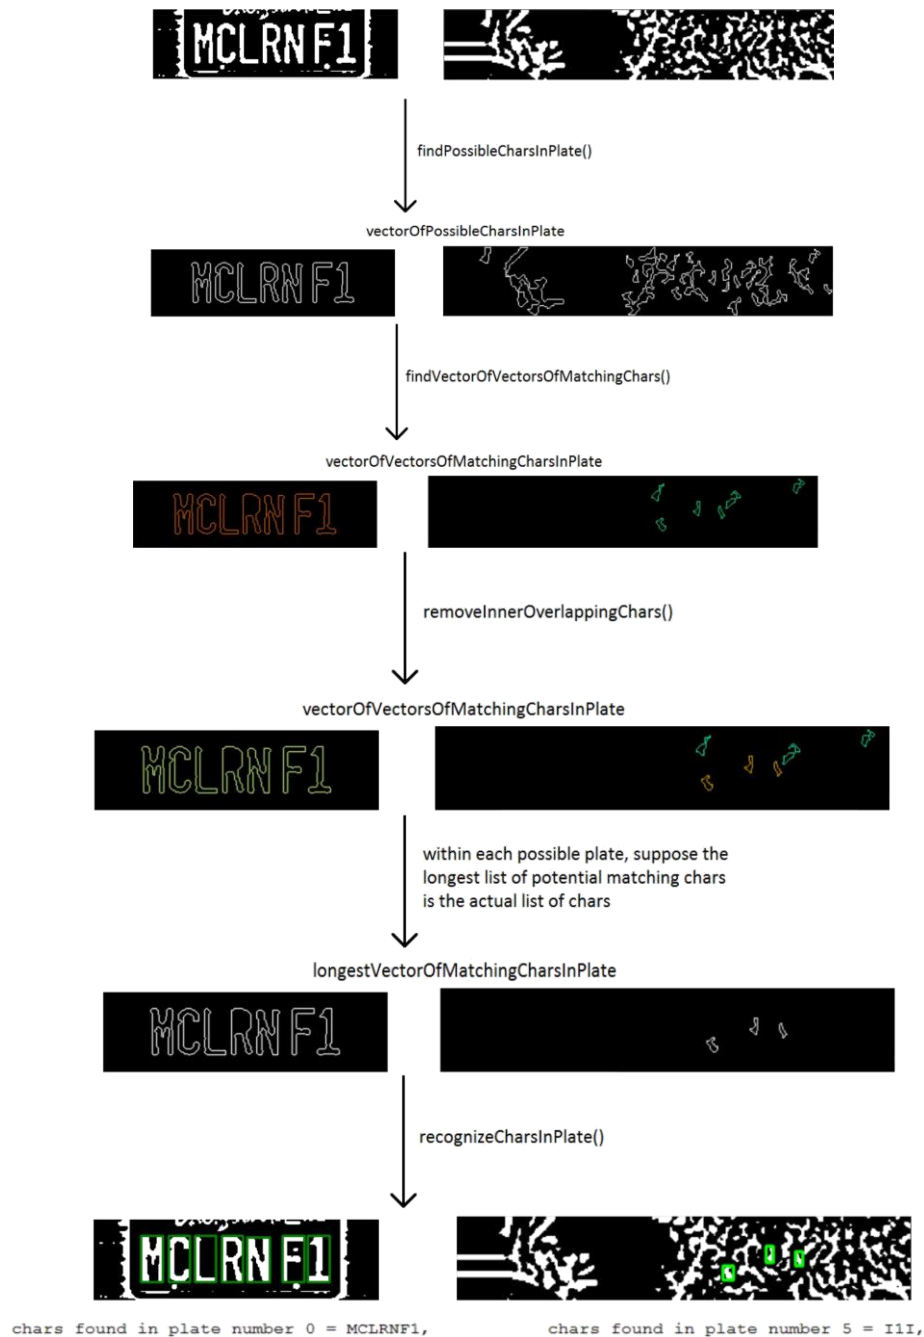 MCLRN F1
findPossibleCharsInPlate()
vectorOfPossibleCharsInPlate
MCLRN F1
findVectorOfVectorsOfMatchingChars()
vectorOfVectorsOfMatchingCharsInPlate
MCLRN F1
removeInnerOverlappingChars()
vectorOfVectorsOfMatchingCharsInPlate
MCLRN F1
within each possible plate, suppose the
longest list of potential matching chars
is the actual list of chars
longestVectorOfMatchingCharsInPlate
MCLRN F1
recognizeCharsInPlate()
MCLRN F1
chars found in plate number 0 = MCLRNF1,
chars found in plate number 5 = I1I,